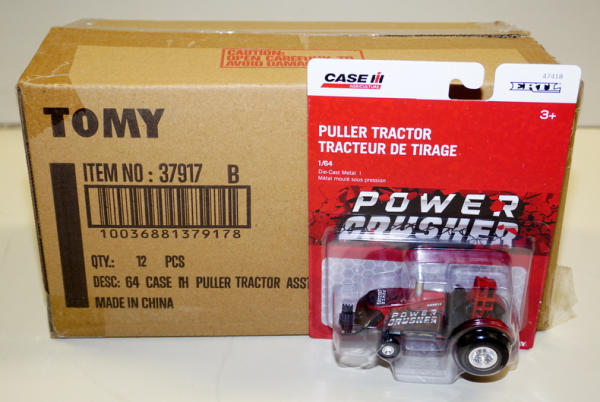 CAUTION:
OPEN CAREFULLY TO
AVOID DAMA
TOMY
ITEM NO : 37917 B
10036881379178
QTY.: 12 PCS
DESC: 64 CASE IH PULLER TRACTOR ASST
MADE IN CHINA
CASE IH
AGRICULTURE
47418
ERTL
3+
PULLER TRACTOR
TRACTEUR DE TIRAGE
1/64
Die-Cast Metal |
Métal moulé sous pression
POWER
CRUSHER
POWER
CRUSHER